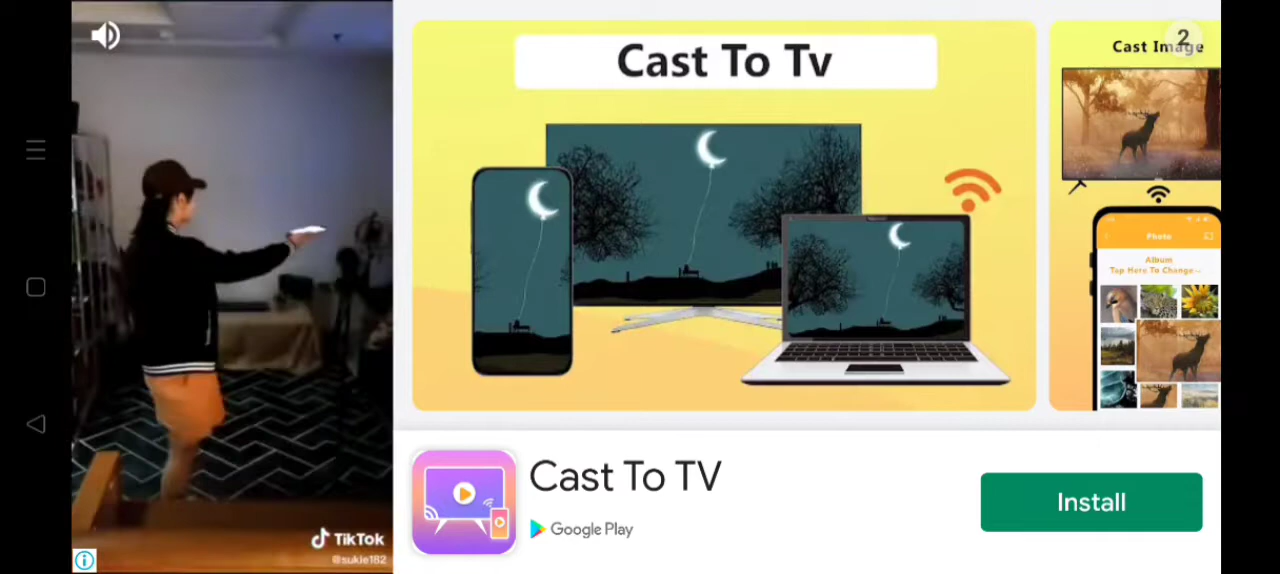 Cast To Tv
2
Cast Image
Photo
Album
Tap Here To Change
Cast To TV
Google Play
Install
TikTok
@sukie182